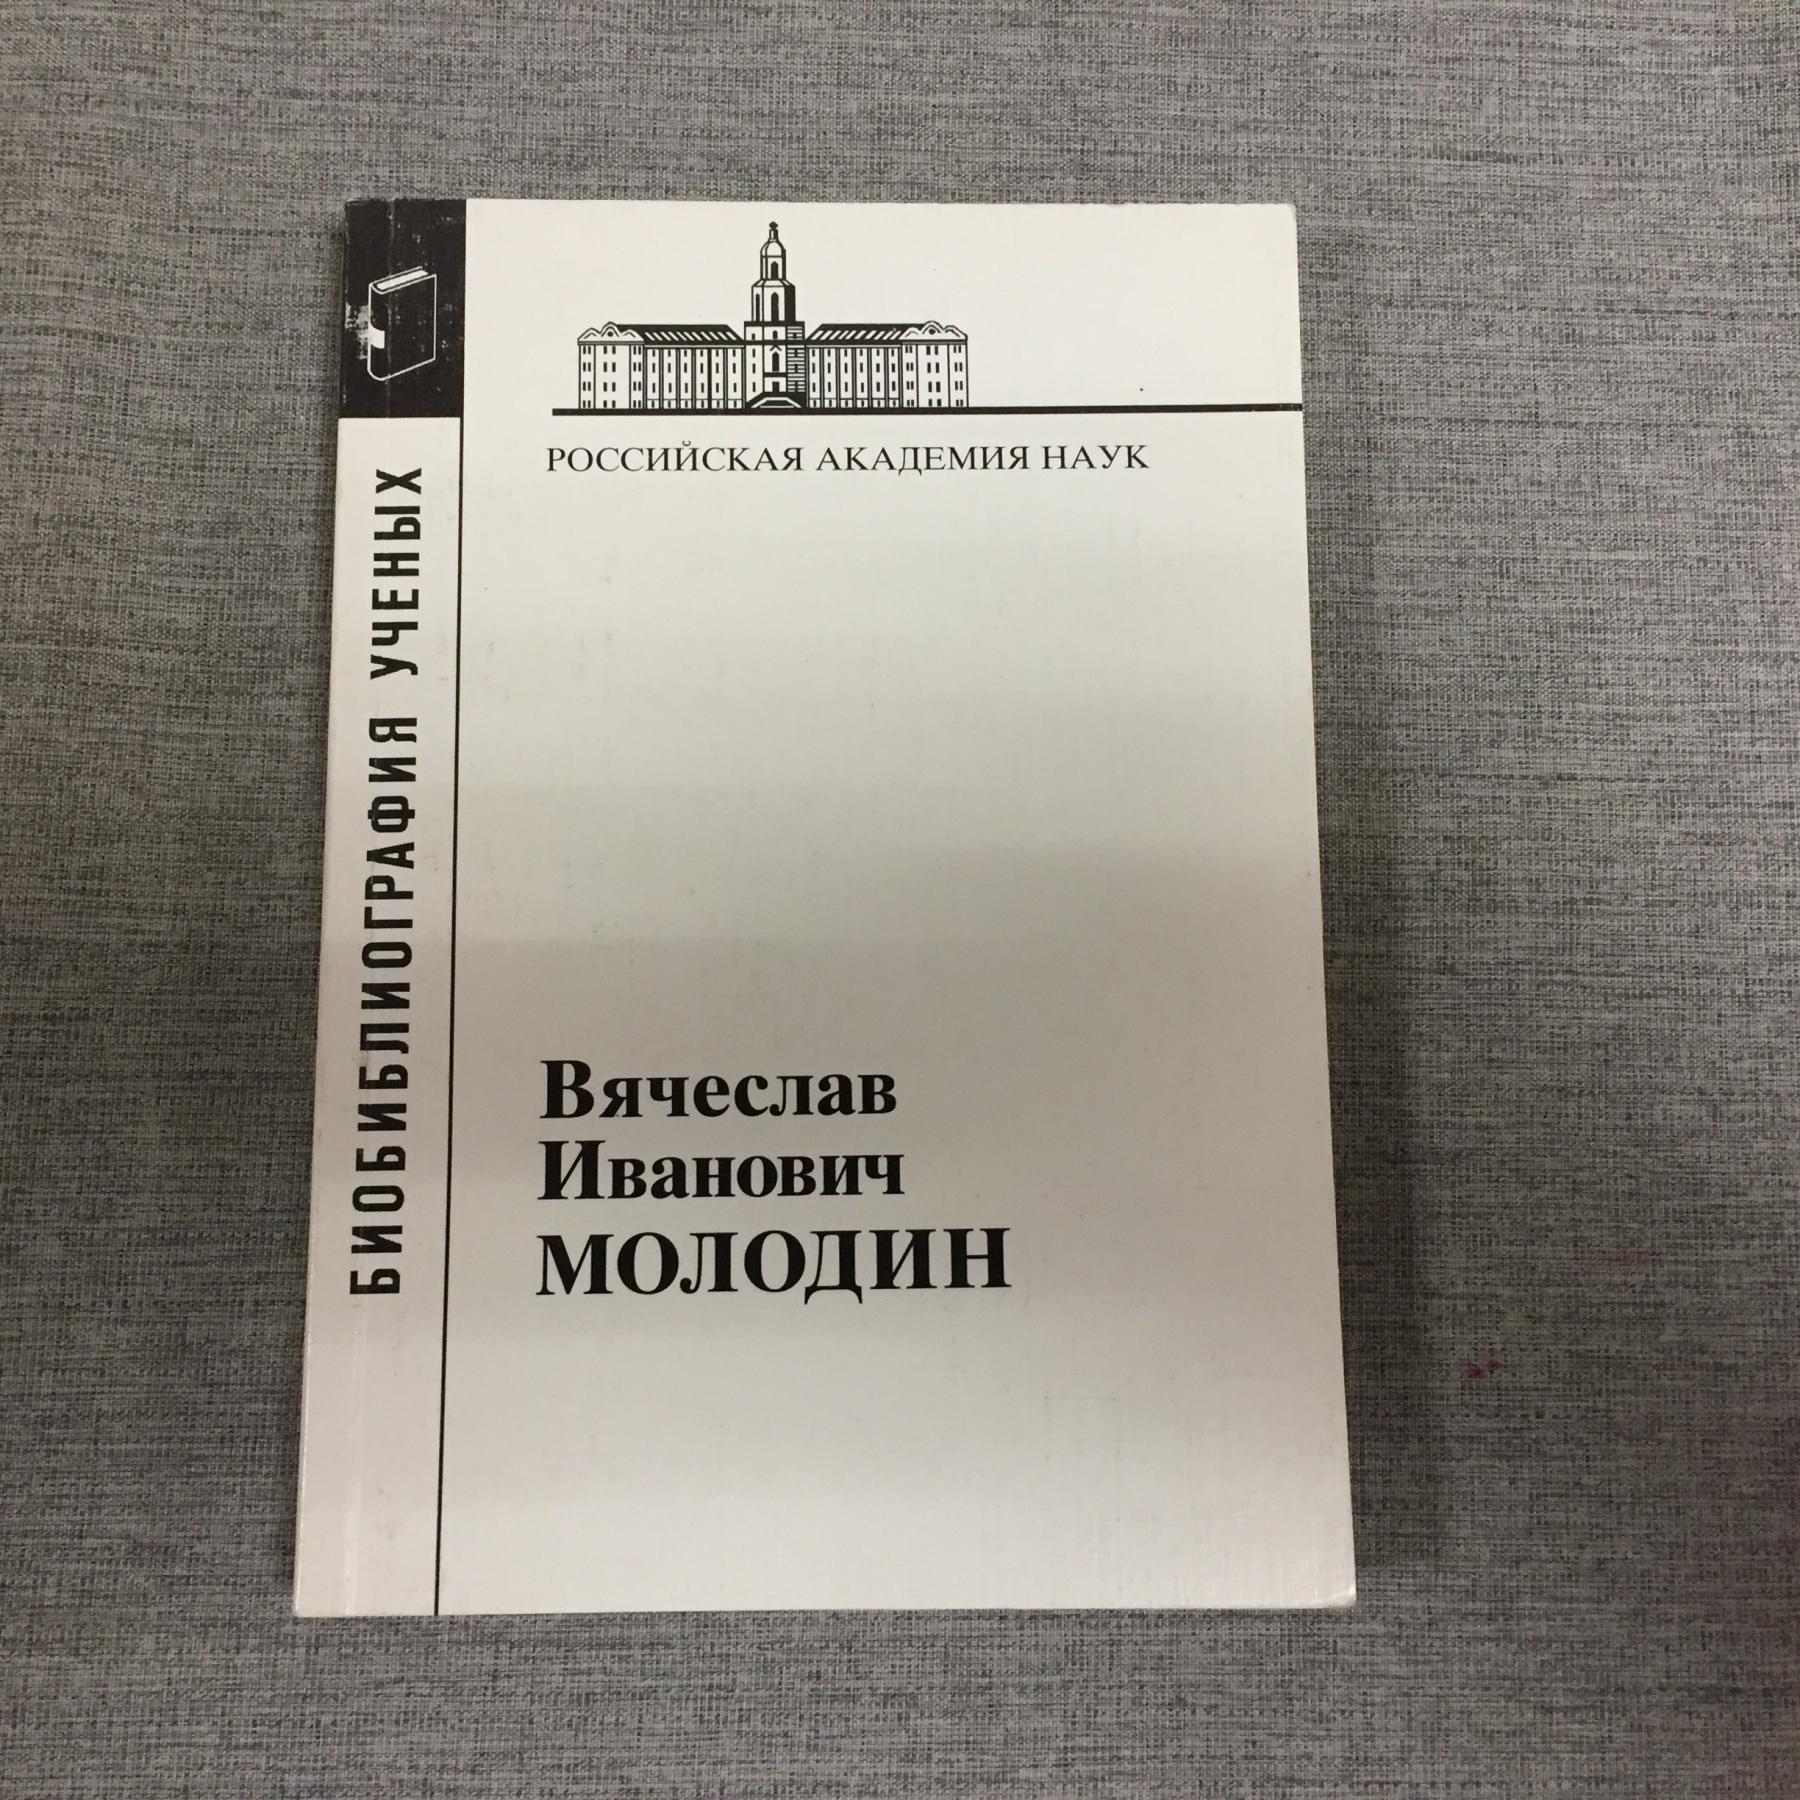 БИОБИБЛИОГРАФИЯ УЧЕНЫХ
РОССИЙСКАЯ АКАДЕМИЯ НАУК
Вячеслав
Иванович
МОЛОДИН